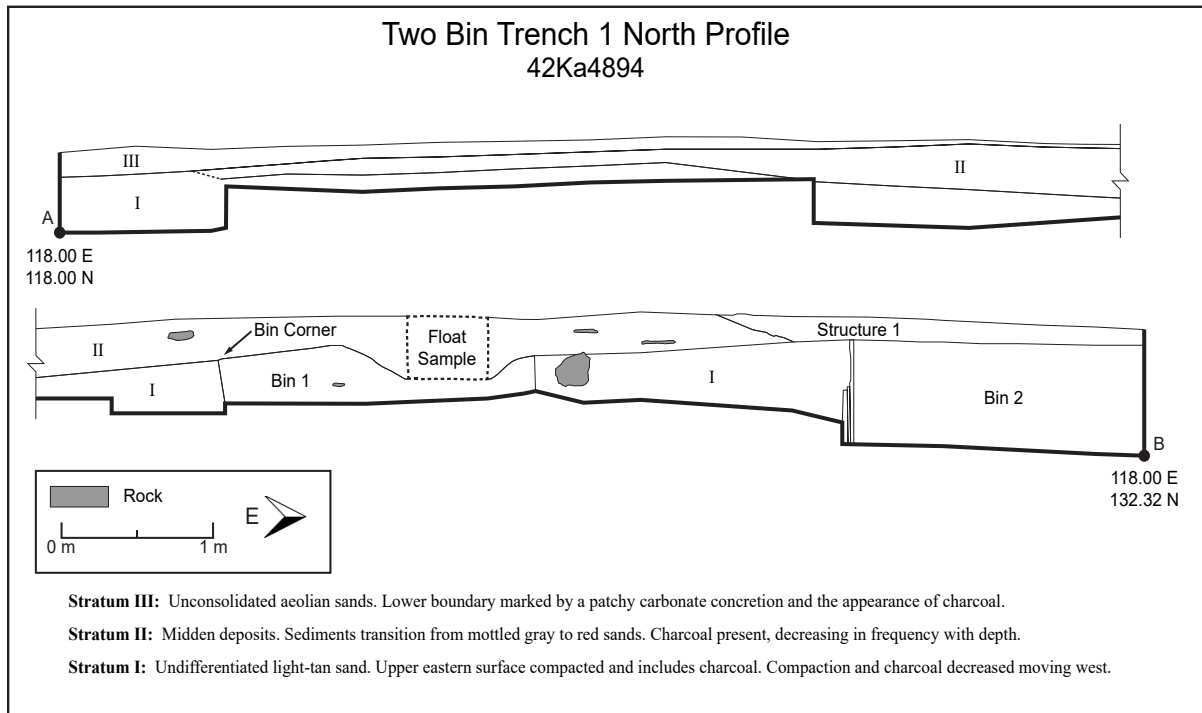 Two Bin Trench 1 North Profile
42Ka4894
III
II
I
A
118.00 E
118.00 N
Bin Corner
Float
Sample
Structure 1
II
I
Bin 1
I
Bin 2
B
118.00 E
132.32 N
Rock
E
0 m 1 m
Stratum III: Unconsolidated aeolian sands. Lower boundary marked by a patchy carbonate concretion and the appearance of charcoal.
Stratum II: Midden deposits. Sediments transition from mottled gray to red sands. Charcoal present, decreasing in frequency with depth.
Stratum I: Undifferentiated light-tan sand. Upper eastern surface compacted and includes charcoal. Compaction and charcoal decreased moving west.